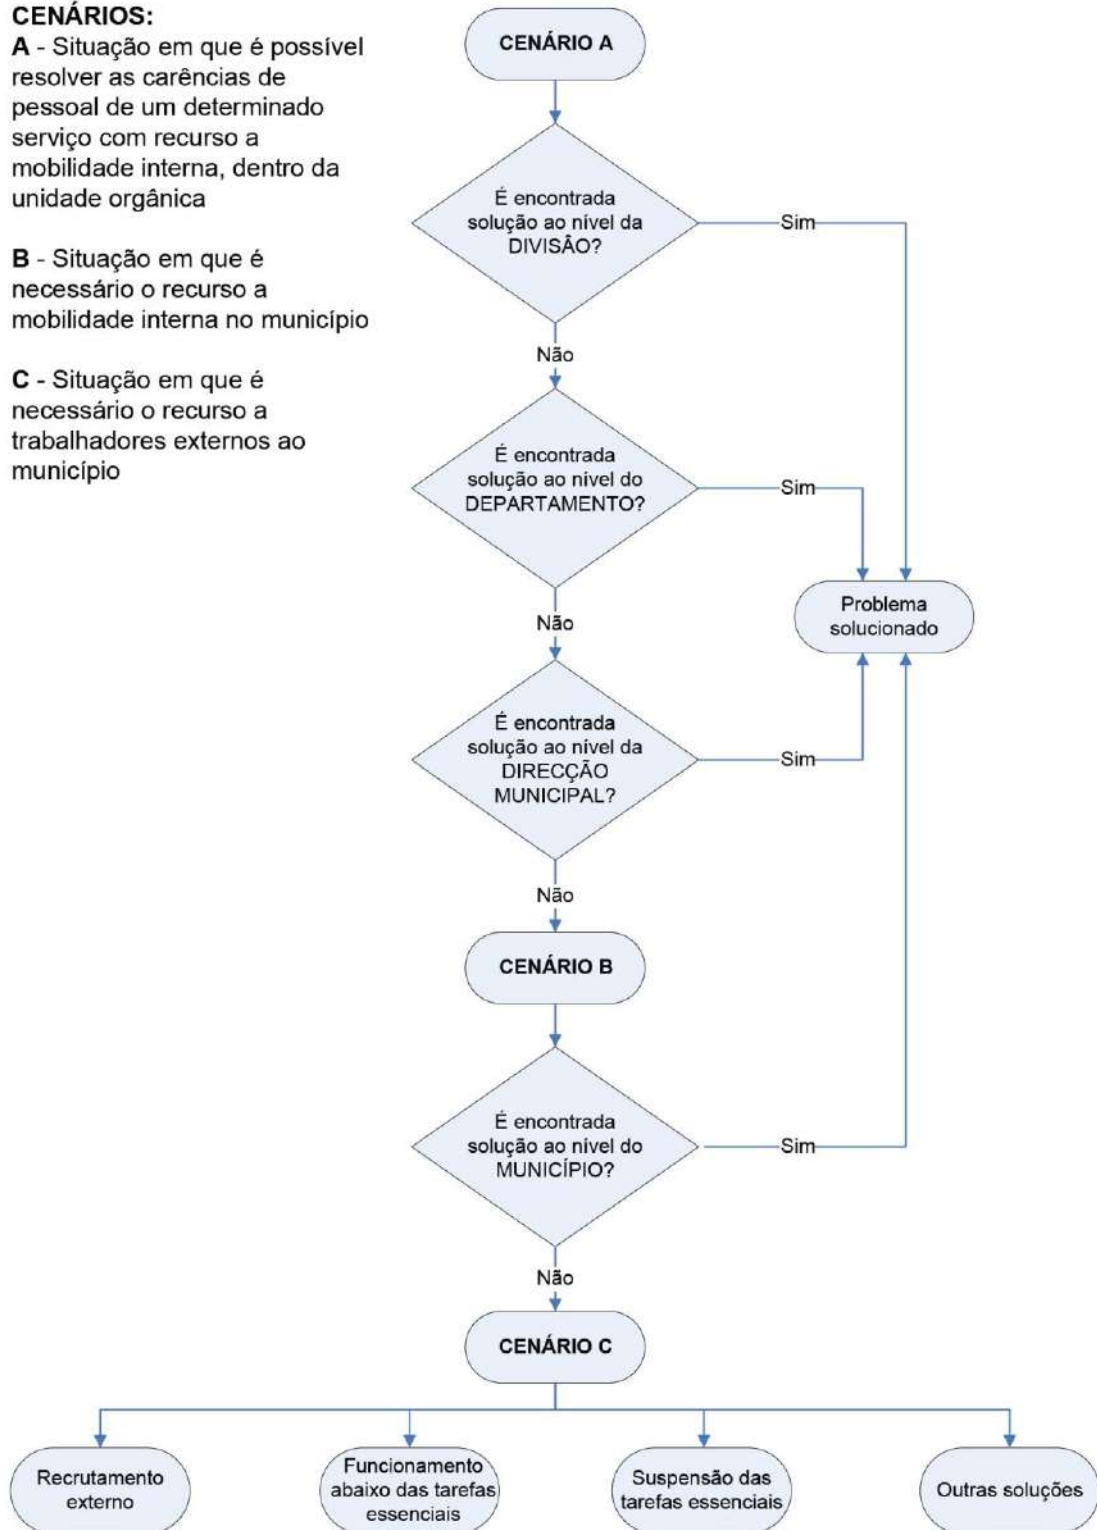 CENÁRIOS:
A - Situação em que é possível
resolver as carências de
pessoal de um determinado
serviço com recurso a
mobilidade interna, dentro da
unidade orgânica
B - Situação em que é
necessário o recurso a
mobilidade interna no município
C - Situação em que é
necessário o recurso a
trabalhadores externos ao
município
CENÁRIO A
É encontrada
solução ao nível da
DIVISÂO?
Sim
Não
É encontrada
solução ao nível do
DEPARTAMENTO?
Sim
Problema
solucionado
Não
É encontrada
solução ao nível da
DIRECÇÃO
MUNICIPAL?
Sim
Não
CENÁRIO B
É encontrada
solução ao nível do
MUNICÍPIO?
Sim
Não
CENÁRIO C
Recrutamento
externo
Funcionamento
abaixo das tarefas
essenciais
Suspensão das
tarefas essenciais
Outras soluções